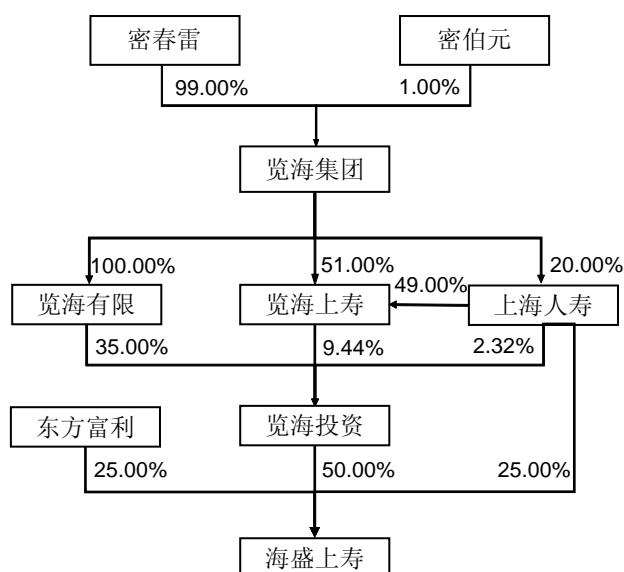 密春雷 密伯元
99.00% 1.00%
览海集团
100.00% 51.00% 20.00%
49.00%
览海有限 览海上寿 上海人寿
35.00% 9.44% 2.32%
东方富利 览海投资
25.00% 50.00% 25.00%
海盛上寿